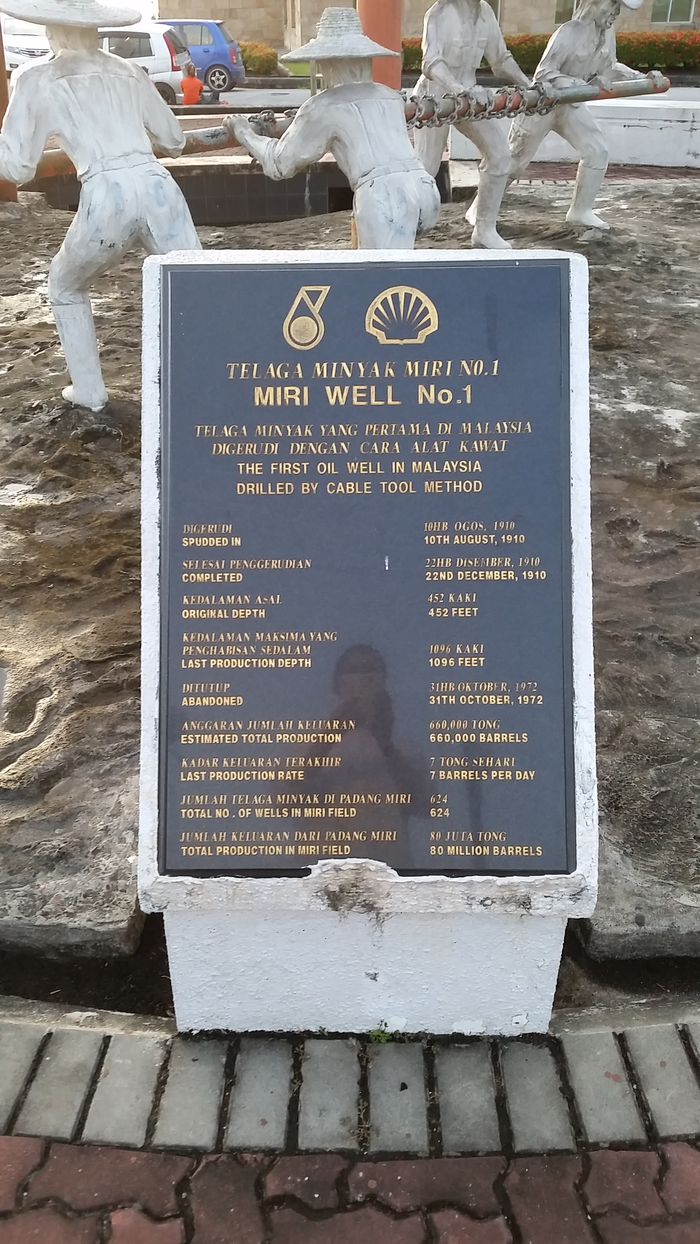 TELAGA MINYAK MIRI NO.1
MIRI WELL No.1
TELAGA MINYAK YANG PERTAMA DI MALAYSIA
DIGERUDI DENGAN CARA ALAT KAWAT
THE FIRST OIL WELL IN MALAYSIA
DRILLED BY CABLE TOOL METHOD
DIGERUDI 10HB OGOS, 1910
SPUDDED IN 10TH AUGUST, 1910
SELESAI PENGGERUDIAN 22HB DISEMBER, 1910
COMPLETED 22ND DECEMBER, 1910
KEDALAMAN ASAL 452 KAKI
ORIGINAL DEPTH 452 FEET
KEDALAMAN MAKSIMA YANG
PENGHABISAN SEDALAM 1096 KAKI
LAST PRODUCTION DEPTH 1096 FEET
DITUTUP 31HB OKTOBER, 1972
ABANDONED 31TH OCTOBER, 1972
ANGGARAN JUMLAH KELUARAN 660,000 TONG
ESTIMATED TOTAL PRODUCTION 660,000 BARRELS
KADAR KELUARAN TERAKHIR 7 TONG SEHARI
LAST PRODUCTION RATE 7 BARRELS PER DAY
JUMLAH TELAGA MINYAK DI PADANG MIRI 624
TOTAL NO. OF WELLS IN MIRI FIELD 624
JUMLAH KELUARAN DARI PADANG MIRI 80 JUTA TONG
TOTAL PRODUCTION IN MIRI FIELD 80 MILLION BARRELS